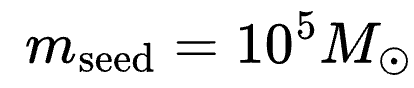 m_seed = 10^5 M_⊙